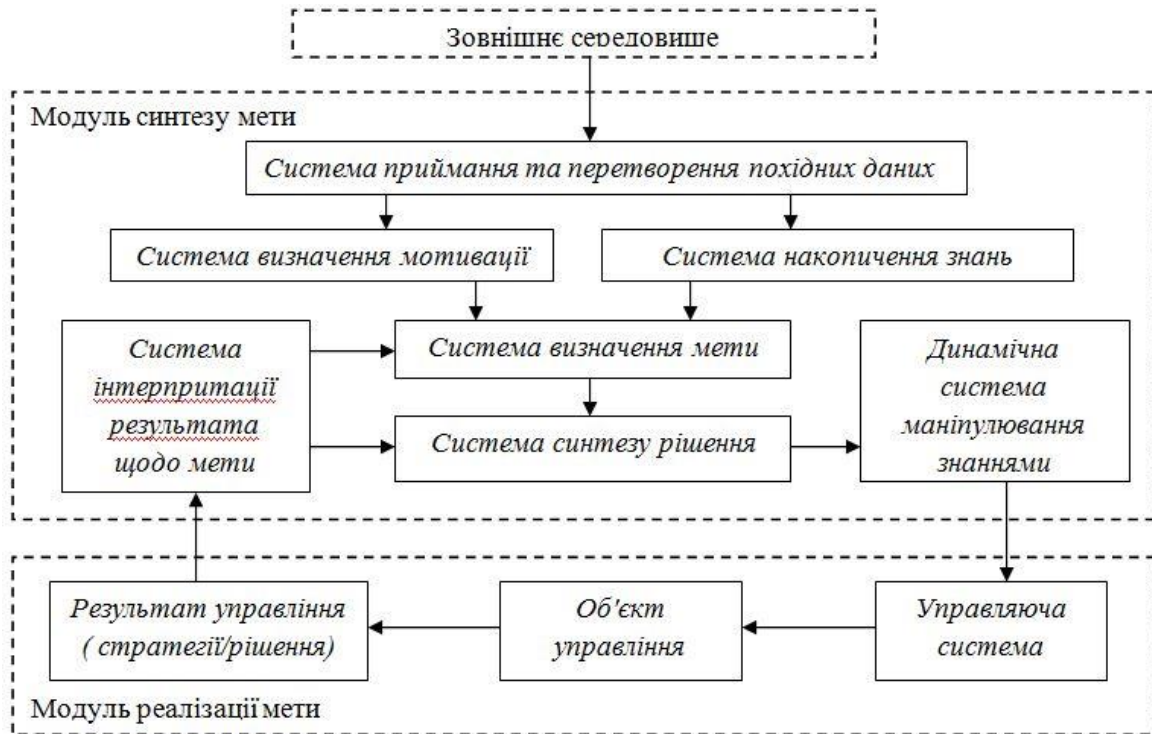 Зовнішнє середовише
Модуль синтезу мети
Система приймання та перетворення похідних даних
Система визначення мотивації
Система накопичення знань
Система
інтерпритації
результата
щодо мети
Система визначення мети
Система синтезу рішення
Динамічна
система
маніпулювання
знаннями
Результат управління
( стратегії/рішення)
Об'єкт
управління
Управляюча
система
Модуль реалізації мети